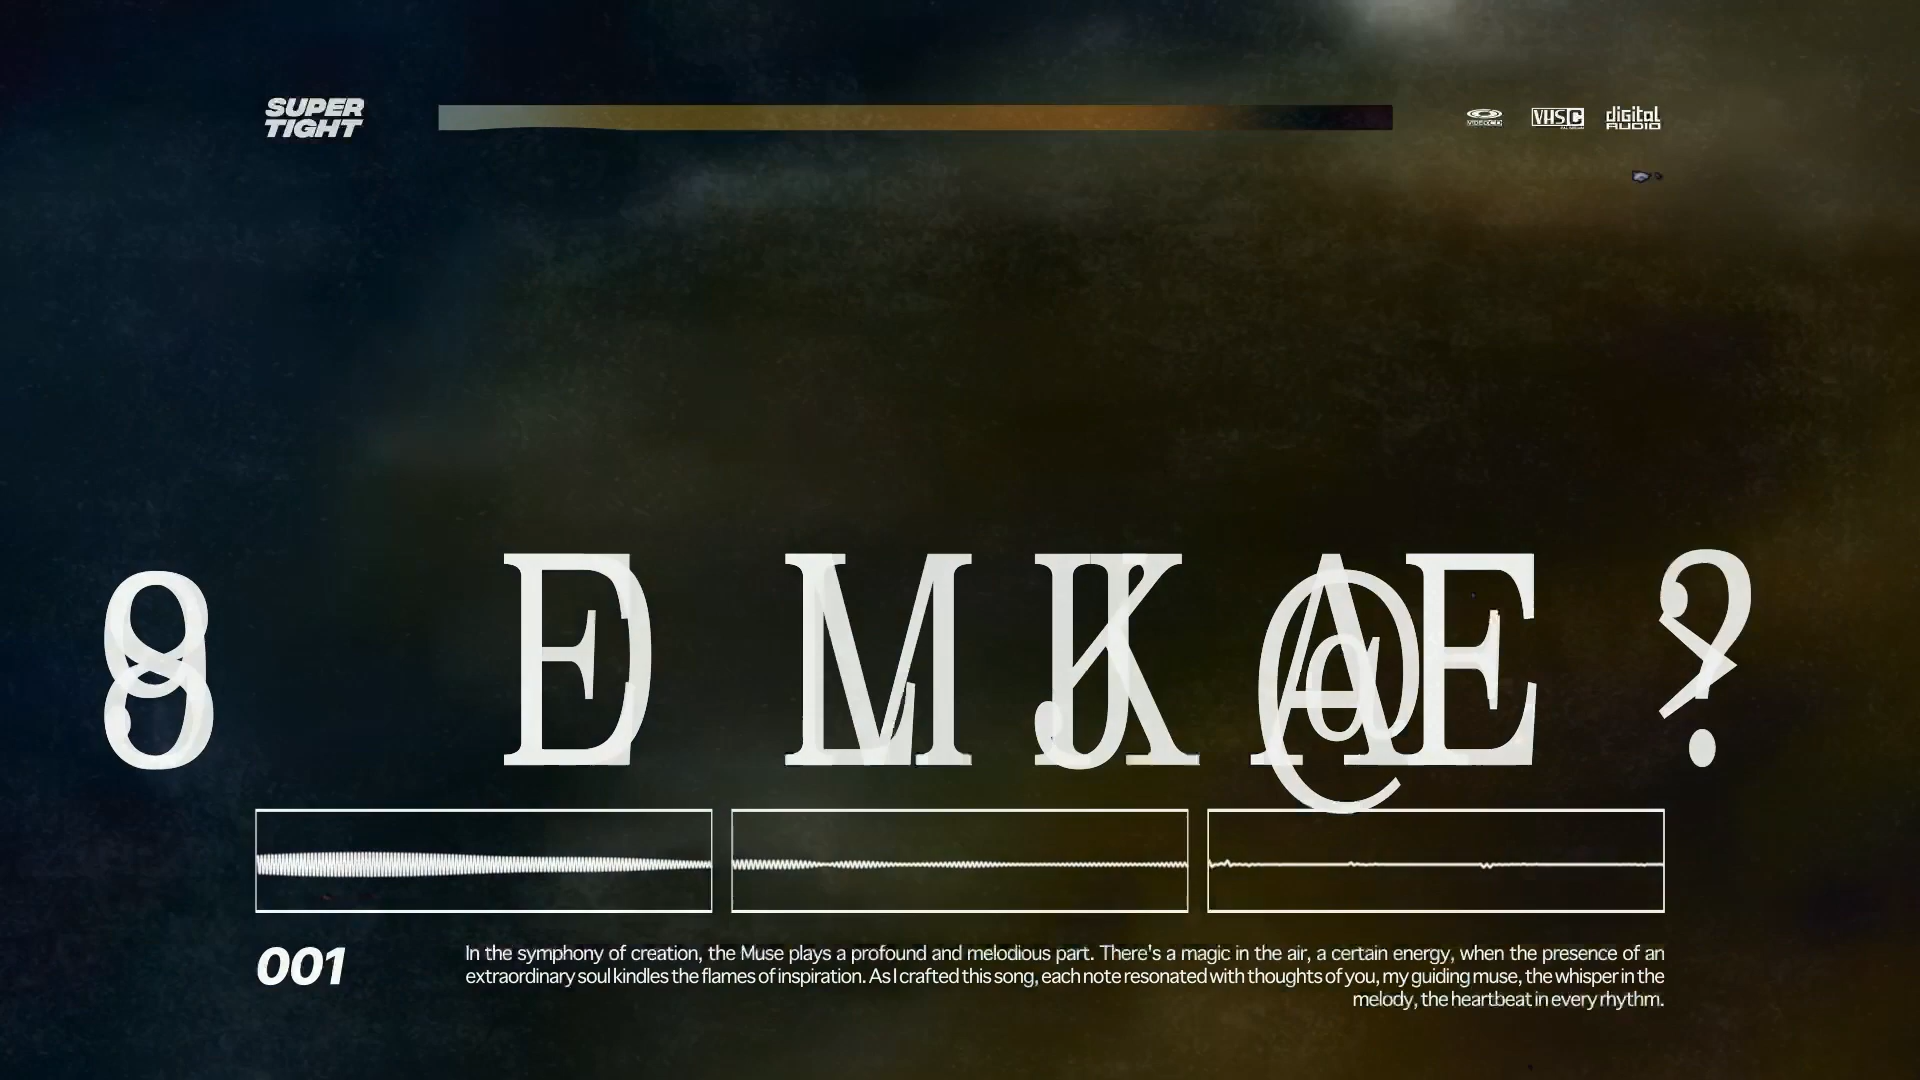 SUPER
TIGHT
VIDEO CD
VHS C
digital
AUDIO
001
In the symphony of creation, the Muse plays a profound and melodious part. There's a magic in the air, a certain energy, when the presence of an
extraordinary soul kindles the flames of inspiration. As I crafted this song, each note resonated with thoughts of you, my guiding muse, the whisper in the
melody, the heartbeat in every rhythm.